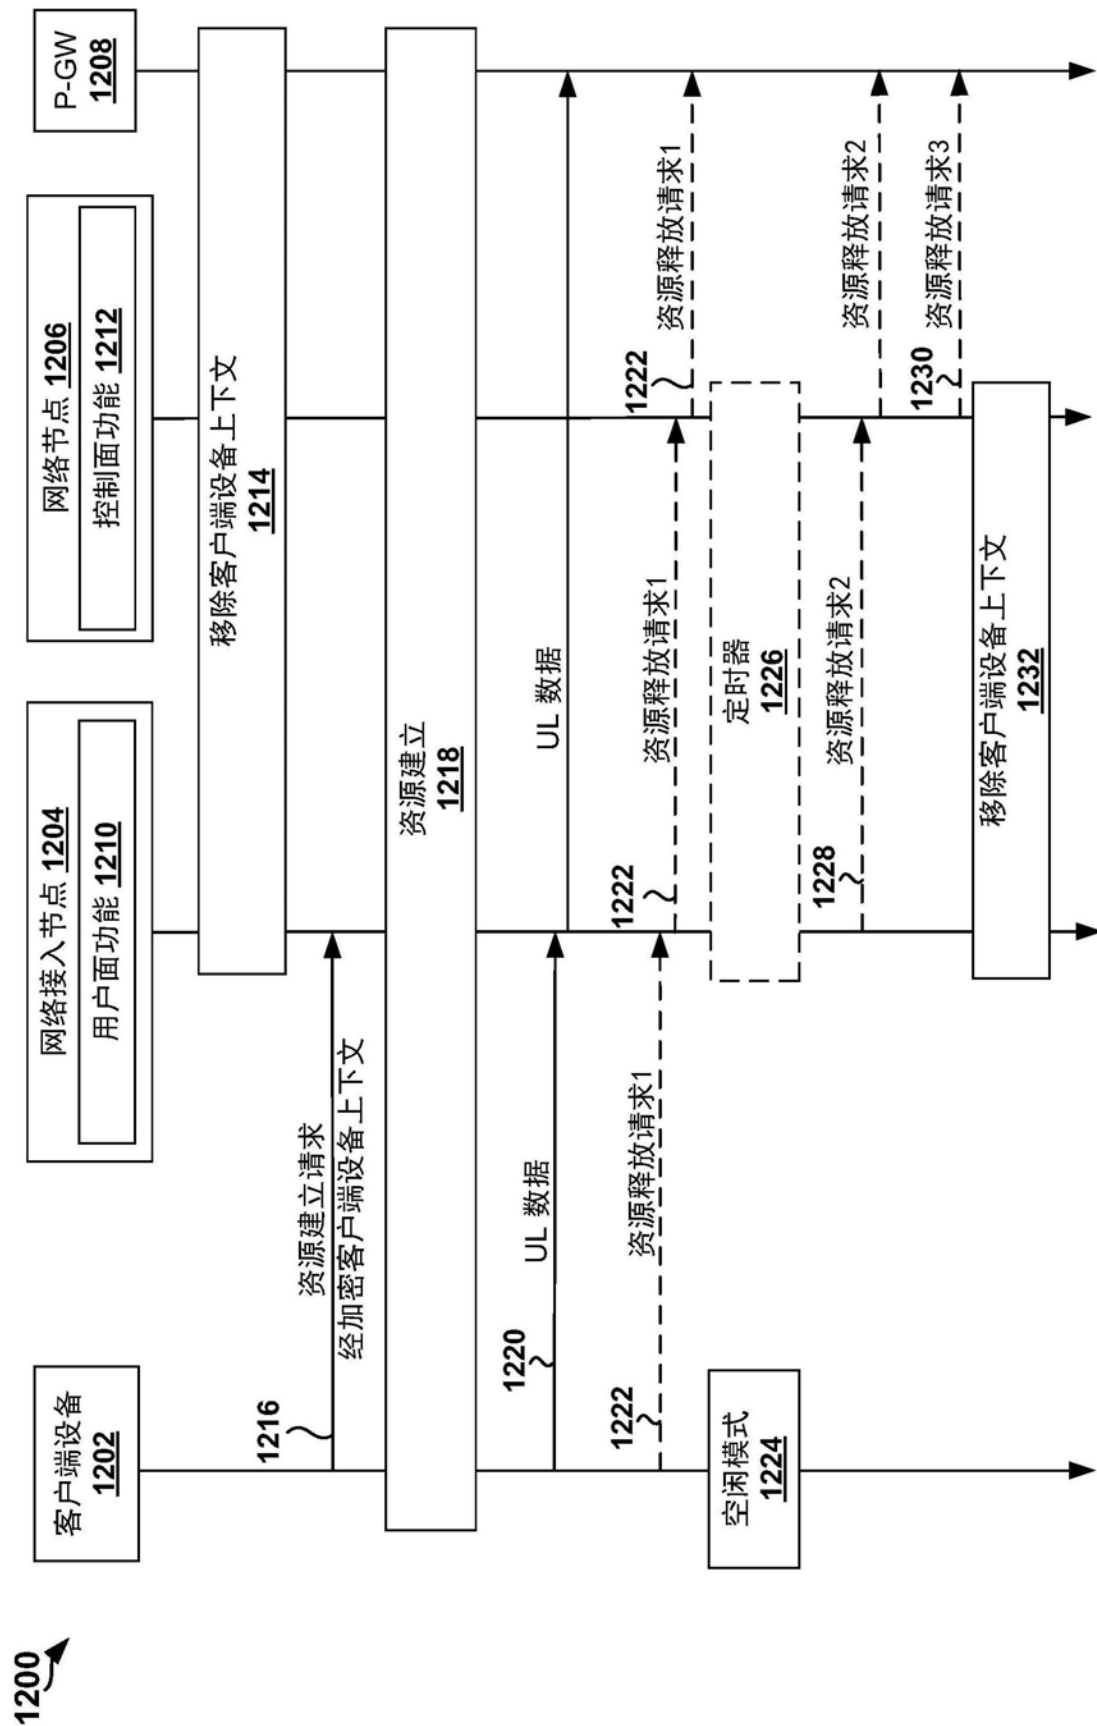 1200
客户端设备
1202
网络接入节点 1204
用户面功能 1210
网络节点 1206
控制面功能 1212
P-GW
1208
移除客户端设备上下文
1214
1216
资源建立请求
经加密客户端设备上下文
资源建立
1218
1220
UL 数据
UL 数据
1222
资源释放请求1
1222
资源释放请求1
1222
资源释放请求1
空闲模式
1224
定时器
1226
1228
资源释放请求2
资源释放请求2
1230
资源释放请求3
移除客户端设备上下文
1232